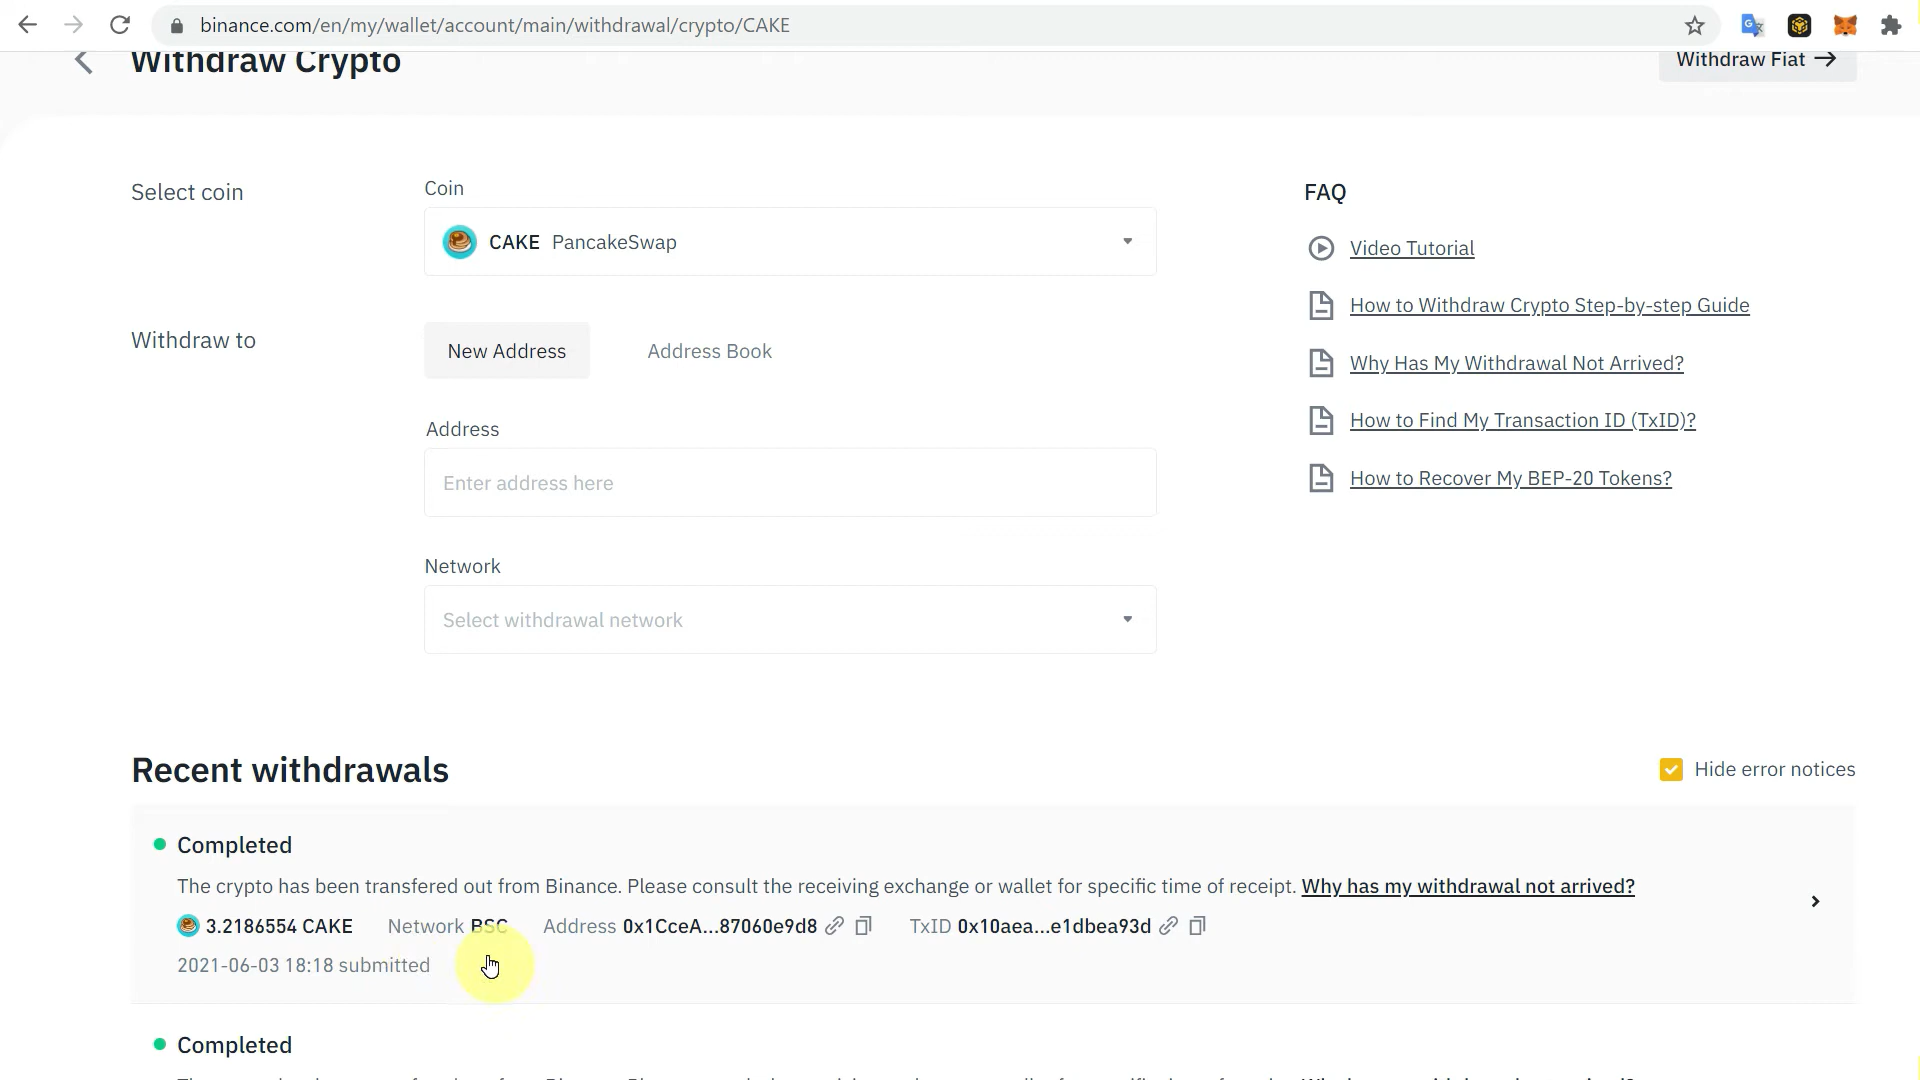 binance.com/en/my/wallet/account/main/withdrawal/crypto/CAKE
Withdraw Crypto
Withdraw Fiat →
Select coin
Coin
CAKE PancakeSwap
Withdraw to
New Address
Address Book
Address
Enter address here
Network
Select withdrawal network
FAQ
Video Tutorial
How to Withdraw Crypto Step-by-step Guide
Why Has My Withdrawal Not Arrived?
How to Find My Transaction ID (TxID)?
How to Recover My BEP-20 Tokens?
Recent withdrawals
Hide error notices
Completed
The crypto has been transfered out from Binance. Please consult the receiving exchange or wallet for specific time of receipt. Why has my withdrawal not arrived?
3.2186554 CAKE Network BSC Address 0x1CceA...87060e9d8 TxID 0x10aea...e1dbea93d
2021-06-03 18:18 submitted
Completed